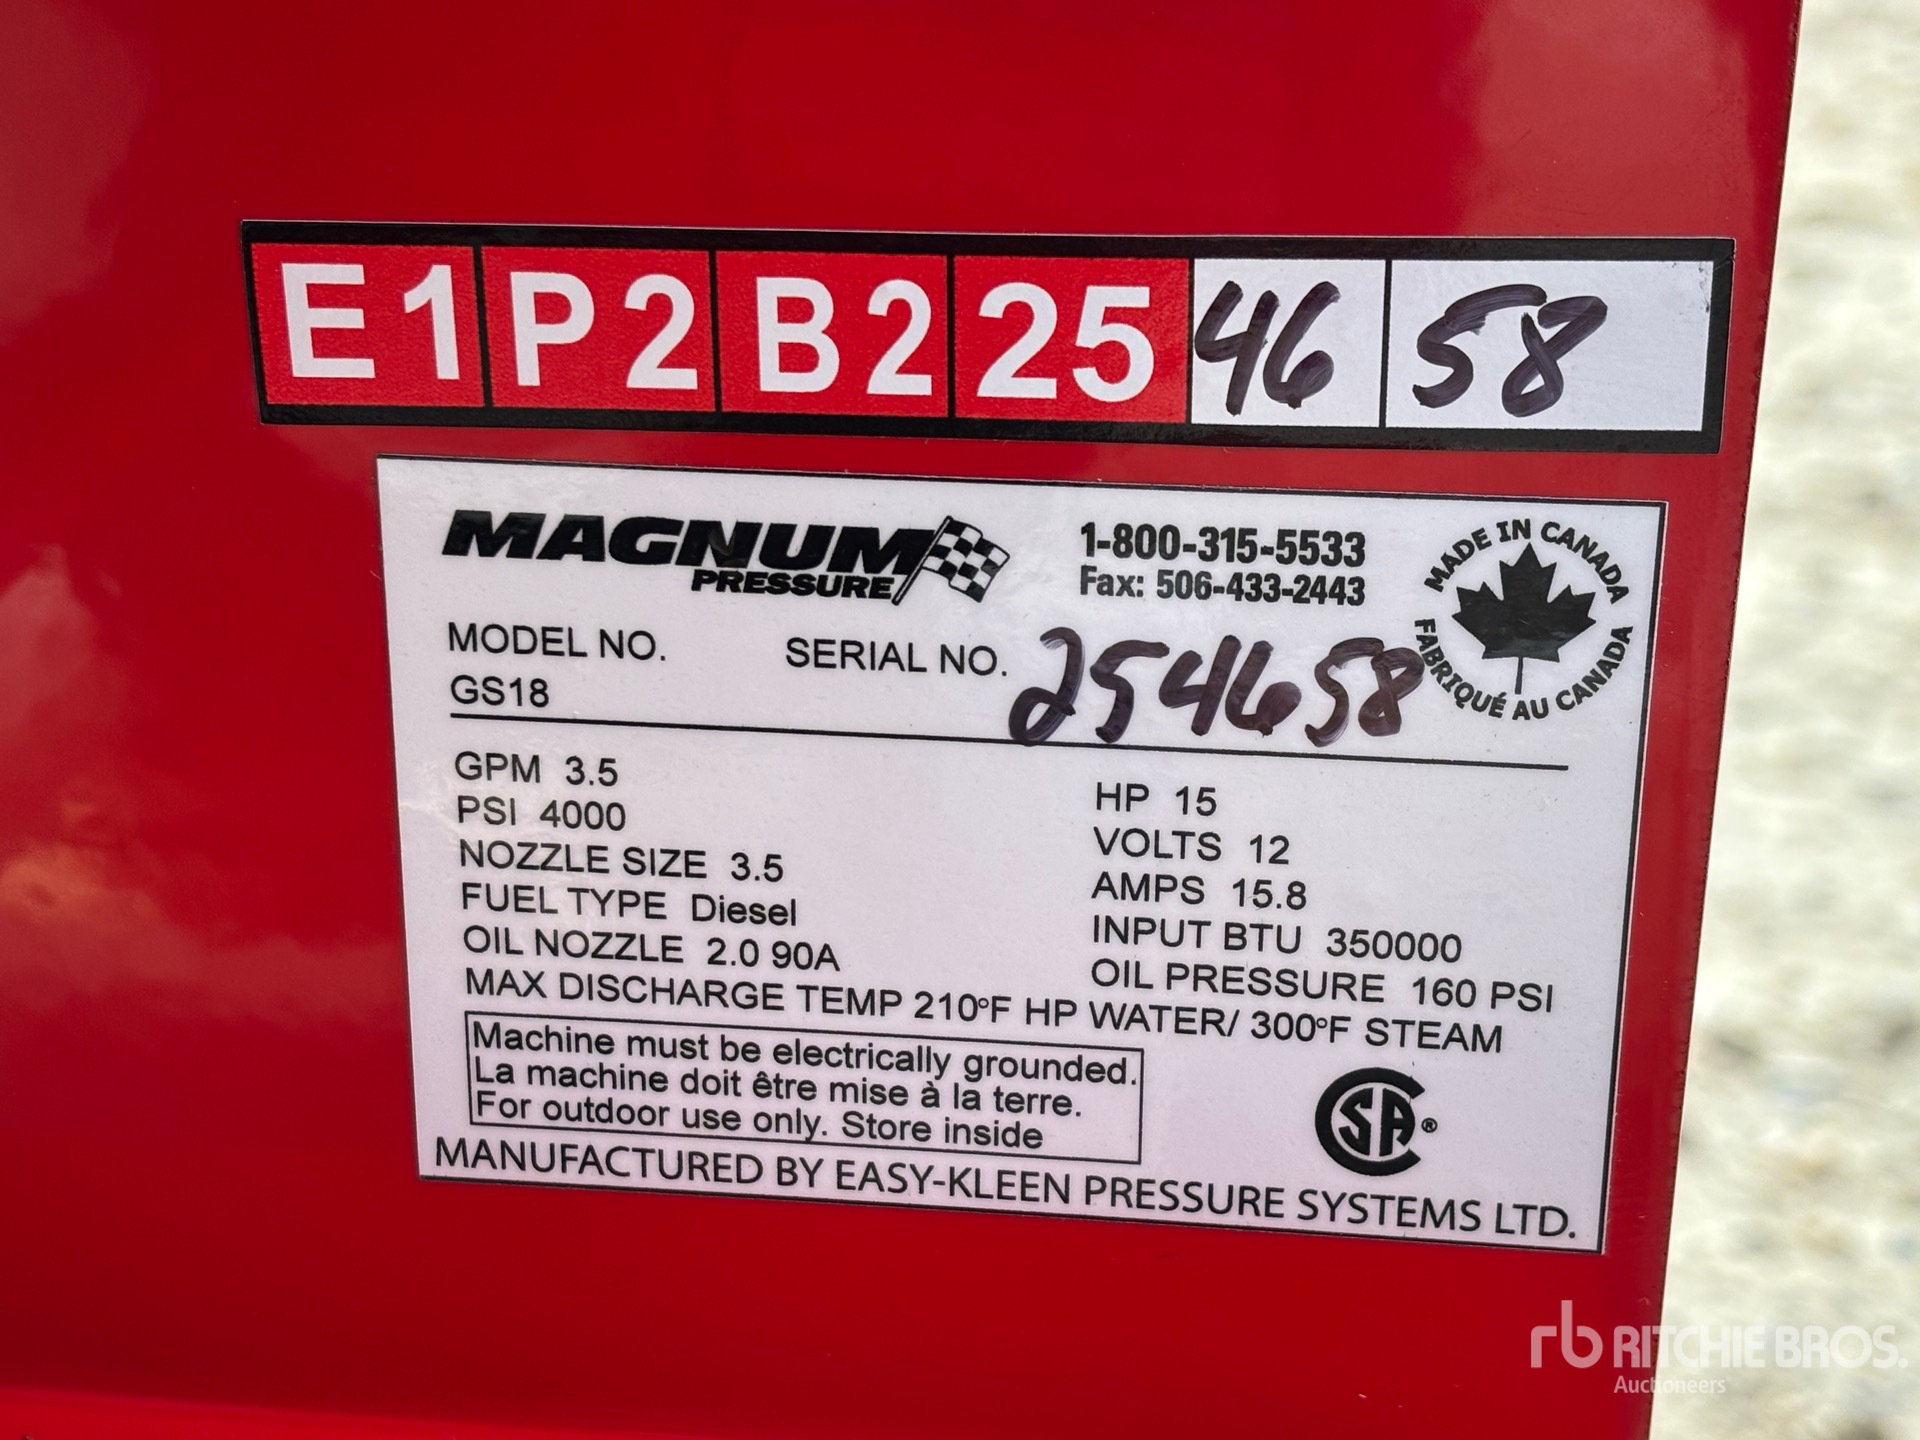 E1 P2 B2 25 46 58
MAGNUM
PRESSURE
1-800-315-5533
Fax: 506-433-2443
MADE IN CANADA
FABRIQUÉ AU CANADA
MODEL NO.
GS18
SERIAL NO. 254658
GPM 3.5
PSI 4000
NOZZLE SIZE 3.5
FUEL TYPE Diesel
OIL NOZZLE 2.0 90A
HP 15
VOLTS 12
AMPS 15.8
INPUT BTU 350000
OIL PRESSURE 160 PSI
MAX DISCHARGE TEMP 210°F HP WATER/ 300°F STEAM
Machine must be electrically grounded.
La machine doit être mise à la terre.
For outdoor use only. Store inside
SA®
MANUFACTURED BY EASY-KLEEN PRESSURE SYSTEMS LTD.
rb RITCHIE BROS.
Auctioneers